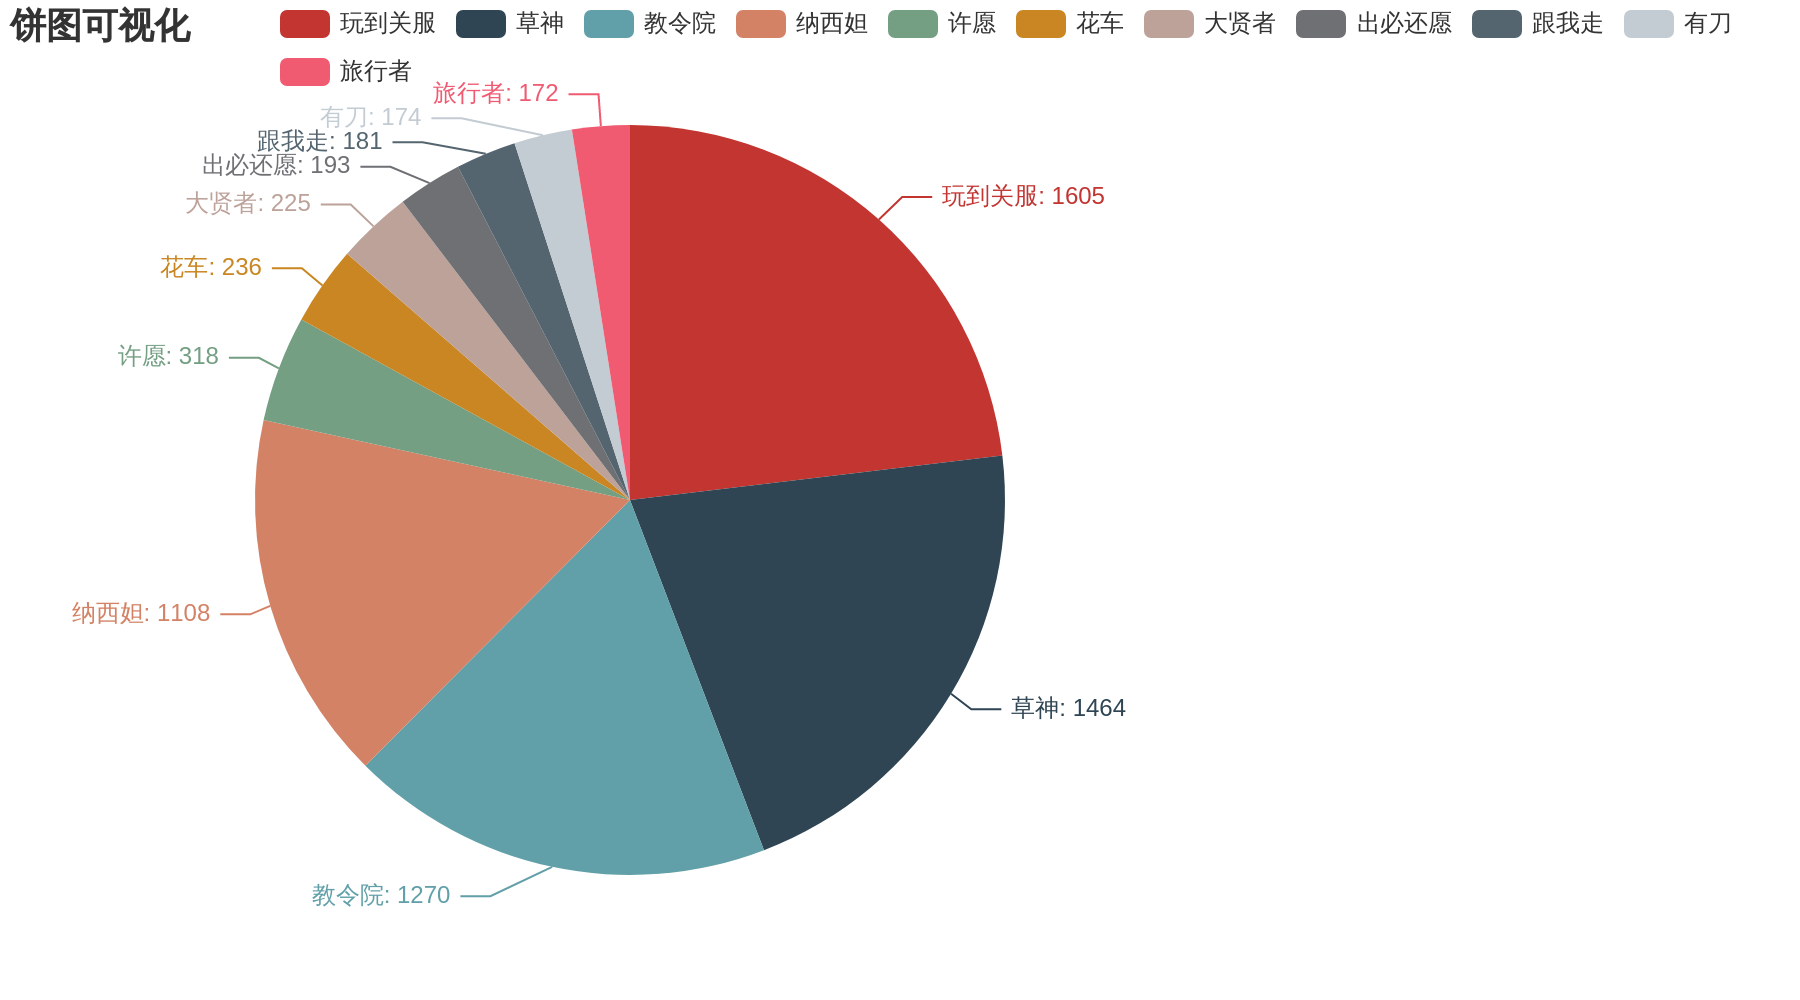 饼图可视化
玩到关服 草神 教令院 纳西妲 许愿 花车 大贤者 出必还愿 跟我走 有刀
旅行者
旅行者: 172
有刀: 174
跟我走: 181
出必还愿: 193
大贤者: 225
玩到关服: 1605
花车: 236
许愿: 318
纳西妲: 1108
草神: 1464
教令院: 1270